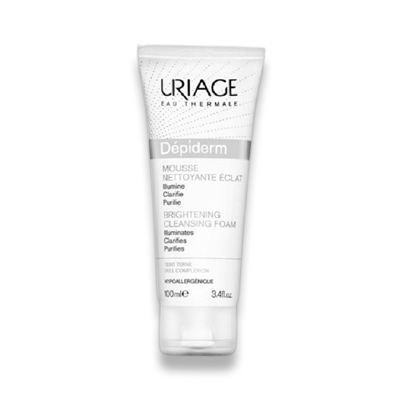 URIAGE
EAU THERMALE
Dépiderm
MOUSSE
NETTOYANTE ÉCLAT
Illumine
Clarifie
Purifie
BRIGHTENING
CLEANSING FOAM
Illuminates
Clarifies
Purifies
TEINT TERNE
DULL COMPLEXION
HYPOALLERGÉNIQUE
100ml℮ 3.4fl.oz.